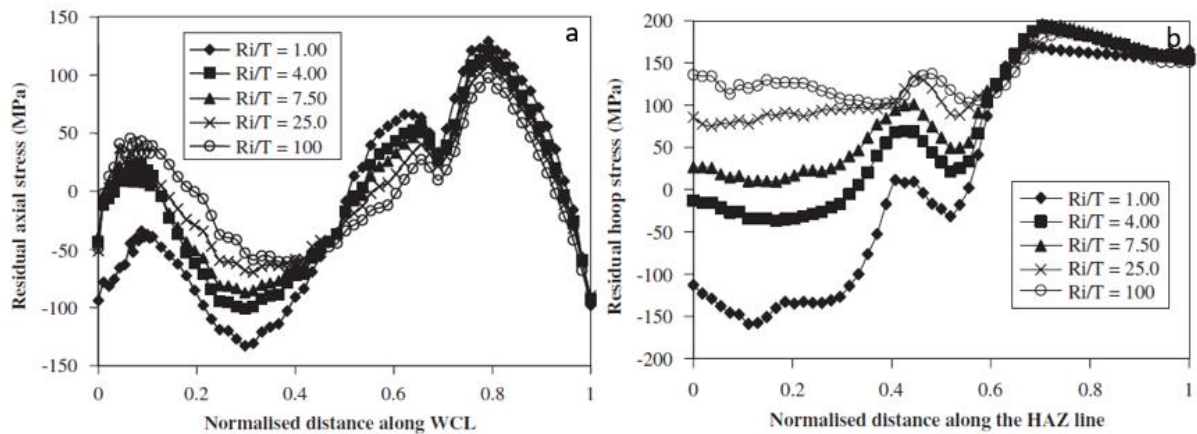 a
150
100
50
0
-50
-100
-150
Residual axial stress (MPa)
Ri/T = 1.00
Ri/T = 4.00
Ri/T = 7.50
Ri/T = 25.0
Ri/T = 100
0 0.2 0.4 0.6 0.8 1
Normalised distance along WCL
b
200
150
100
50
0
-50
-100
-150
-200
Residual hoop stress (MPa)
Ri/T = 1.00
Ri/T = 4.00
Ri/T = 7.50
Ri/T = 25.0
Ri/T = 100
0 0.2 0.4 0.6 0.8 1
Normalised distance along the HAZ line